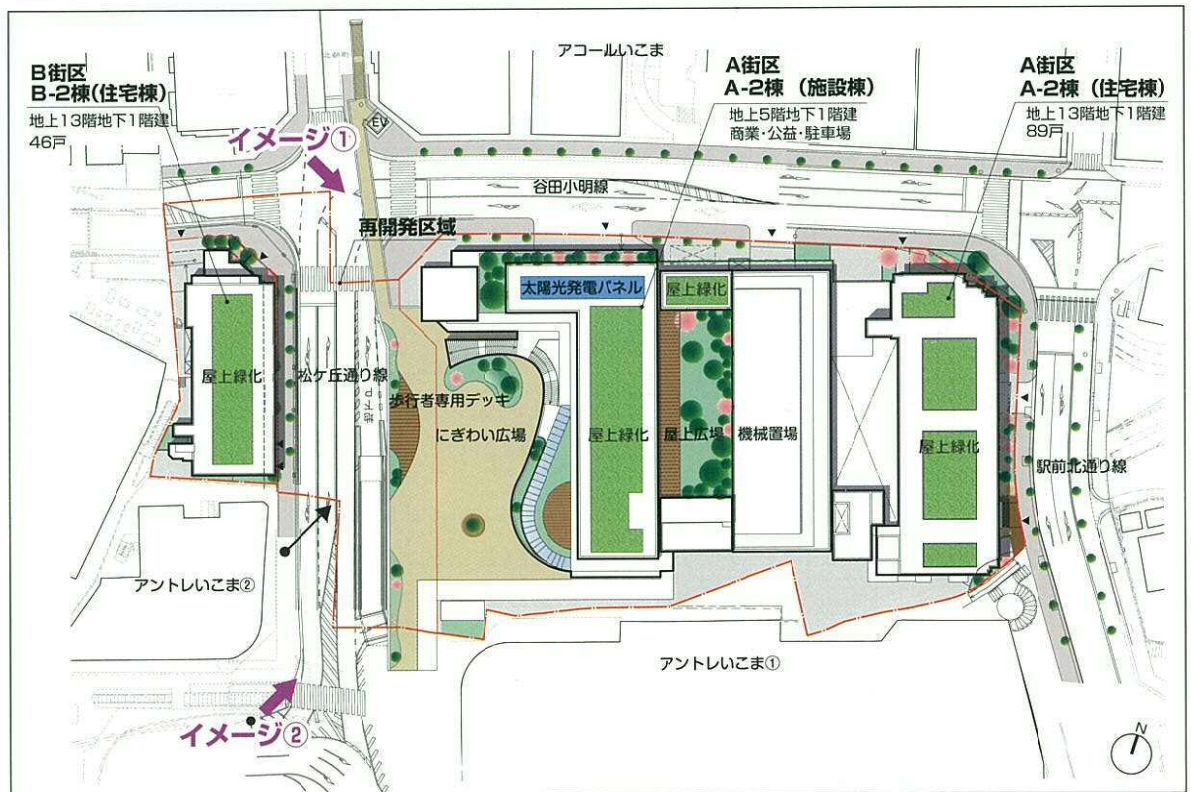 アコールいこま
B街区
B-2棟(住宅棟)
地上13階地下1階建
46戸
A街区
A-2棟（施設棟）
地上5階地下1階建
商業・公益・駐車場
A街区
A-2棟（住宅棟）
地上13階地下1階建
89戸
EV
イメージ①
谷田小明線
再開発区域
太陽光発電パネル
屋上緑化
屋上緑化
松ケ丘通り線
歩行者専用デッキ
にぎわい広場
屋上緑化
屋上広場
機械置場
屋上緑化
駅前北通り線
アントレいこま②
アントレいこま①
イメージ②
N